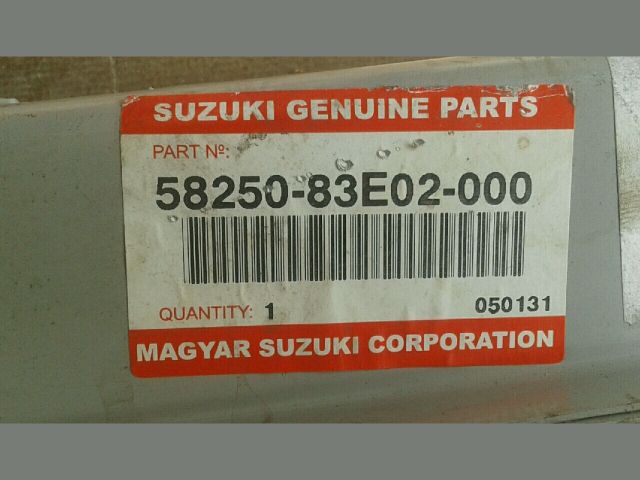 SUZUKI GENUINE PARTS
PART Nº:
58250-83E02-000
QUANTITY: 1
050131
MAGYAR SUZUKI CORPORATION